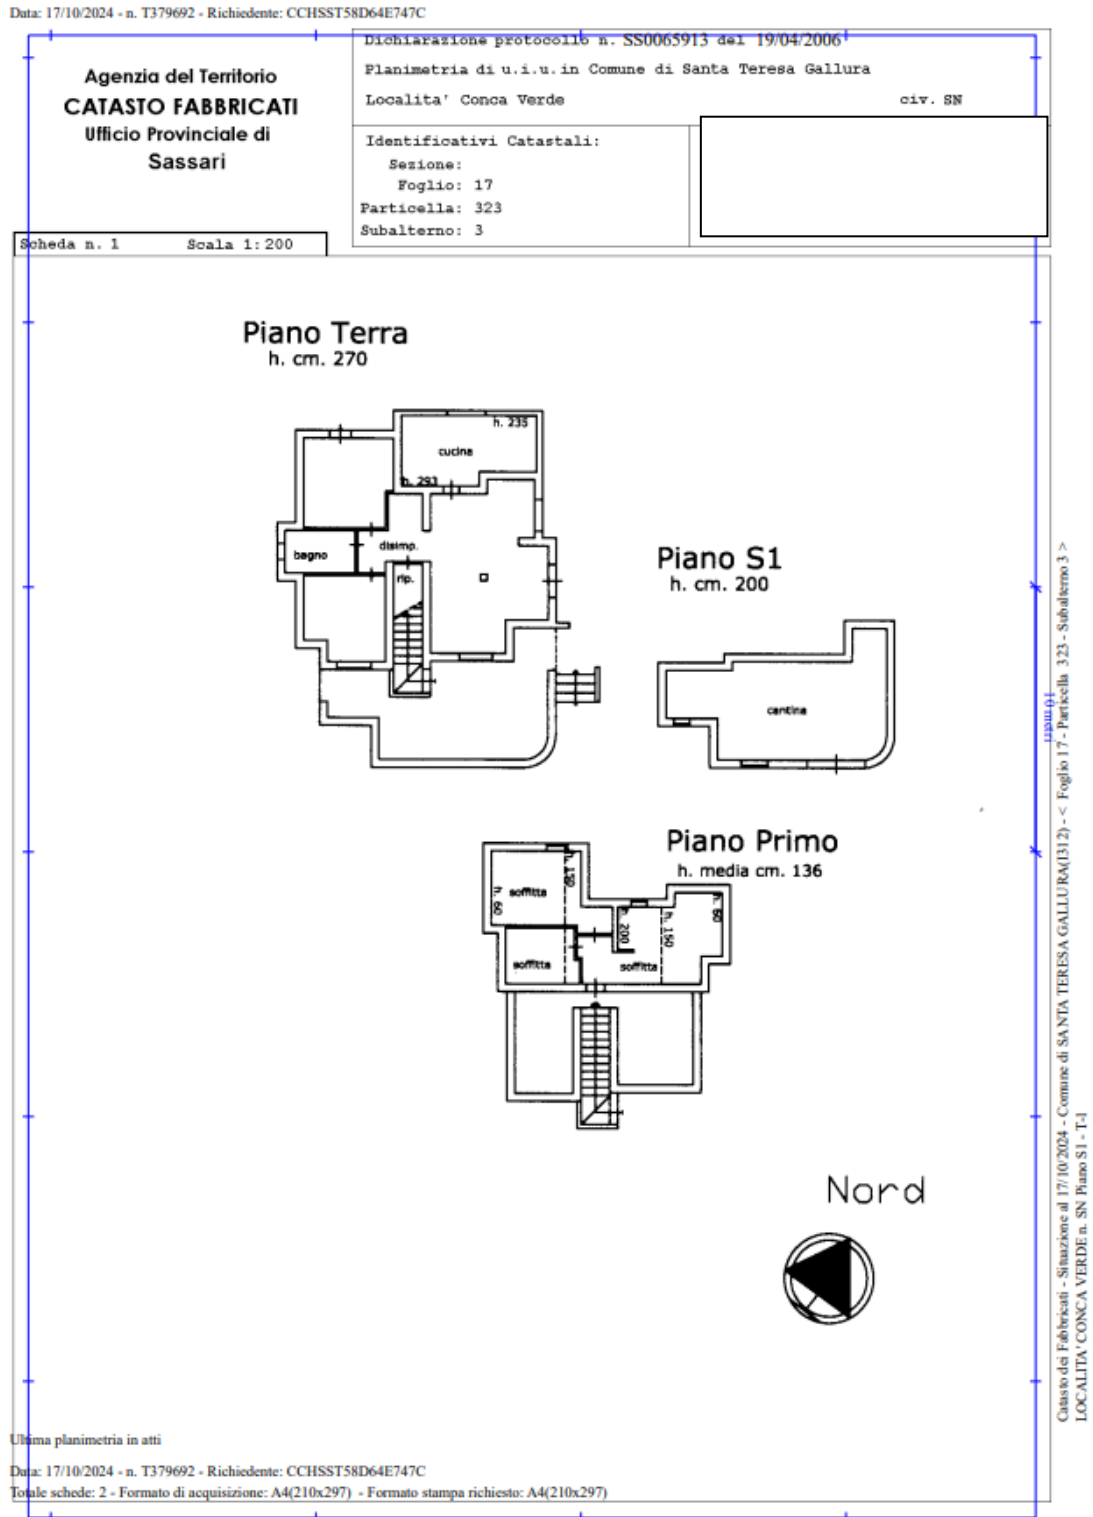 Data: 17/10/2024 - n. T379692 - Richiedente: CCHSST58D64E747C
Agenzia del Territorio
CATASTO FABBRICATI
Ufficio Provinciale di
Sassari
Dichiarazione protocollo n. SS0065913 del 19/04/2006
Planimetria di u.i.u. in Comune di Santa Teresa Gallura
Localita' Conca Verde civ. SN
Identificativi Catastali:
Sezione:
Foglio: 17
Particella: 323
Subalterno: 3
Scheda n. 1 Scala 1:200
Piano Terra
h. cm. 270
h. 235
cucina
h. 293
bagno
disimp.
rip.
Piano S1
h. cm. 200
cantina
Piano Primo
h. media cm. 136
h. 150
soffitta
h. 60
h. 60
h. 200
h. 150
soffitta
soffitta
Nord
10 metri
Catasto dei Fabbricati - Situazione al 17/10/2024 - Comune di SANTA TERESA GALLURA(I312) - < Foglio 17 - Particella 323 - Subalterno 3 >
LOCALITA' CONCA VERDE n. SN Piano S1 - T-1
Ultima planimetria in atti
Data: 17/10/2024 - n. T379692 - Richiedente: CCHSST58D64E747C
Totale schede: 2 - Formato di acquisizione: A4(210x297) - Formato stampa richiesto: A4(210x297)